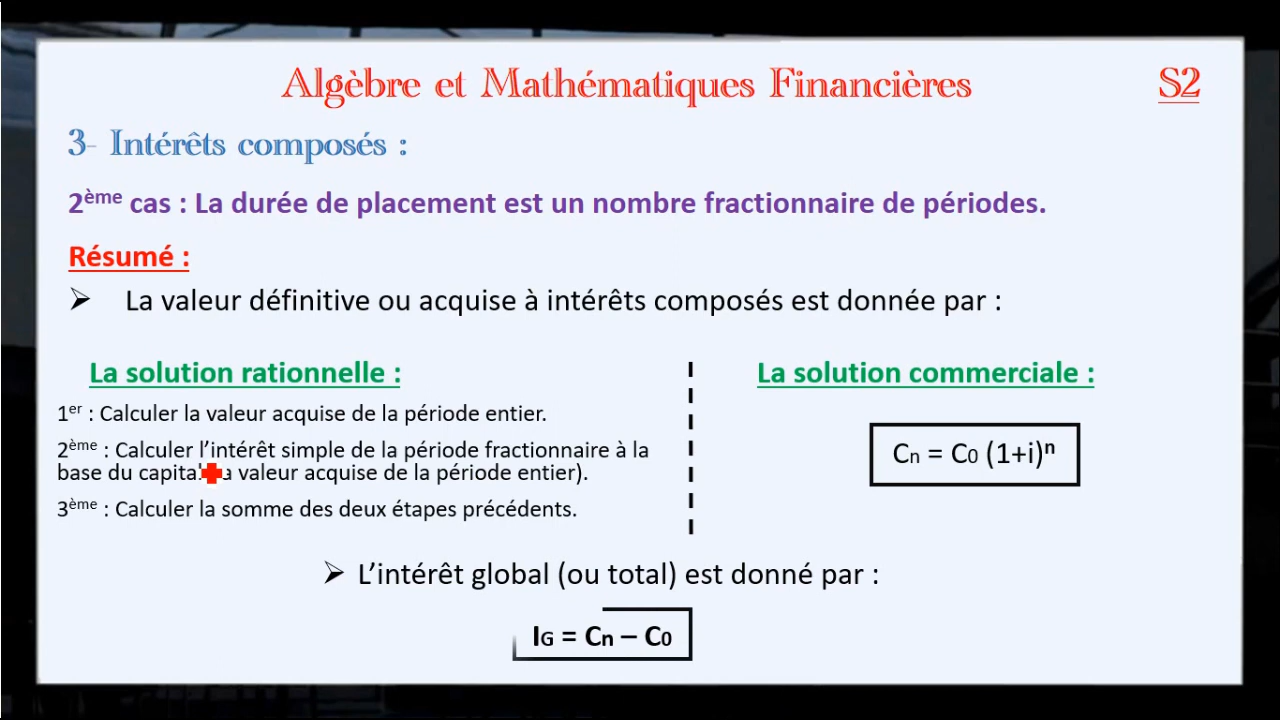 Algèbre et Mathématiques Financières
S2
3- Intérêts composés :
2ème cas : La durée de placement est un nombre fractionnaire de périodes.
Résumé :
La valeur définitive ou acquise à intérêts composés est donnée par :
La solution rationnelle :
1er : Calculer la valeur acquise de la période entier.
2ème : Calculer l’intérêt simple de la période fractionnaire à la
base du capital valeur acquise de la période entier).
3ème : Calculer la somme des deux étapes précédents.
La solution commerciale :
Cn = C0 (1+i)ⁿ
L’intérêt global (ou total) est donné par :
IG = Cn – C0